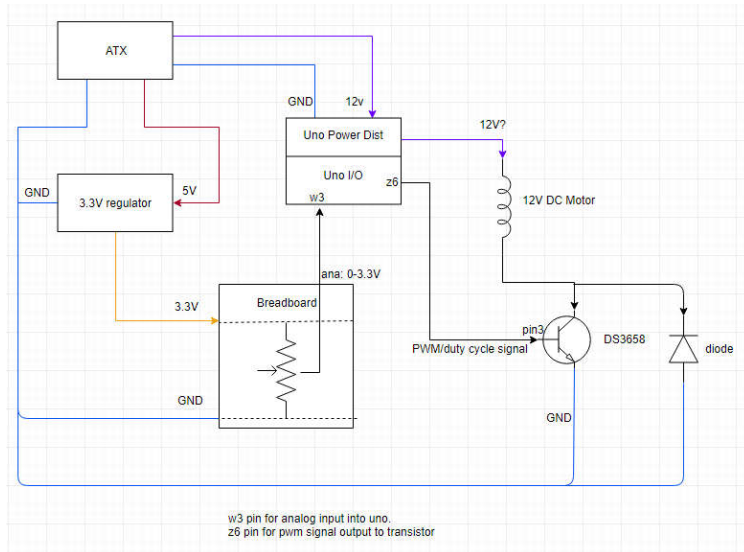 ATX
GND
12v
Uno Power Dist
12V?
Uno I/O
z6
w3
GND
5V
3.3V regulator
12V DC Motor
ana: 0-3.3V
3.3V
Breadboard
pin3
DS3658
PWM/duty cycle signal
diode
GND
GND
w3 pin for analog input into uno.
z6 pin for pwm signal output to transistor